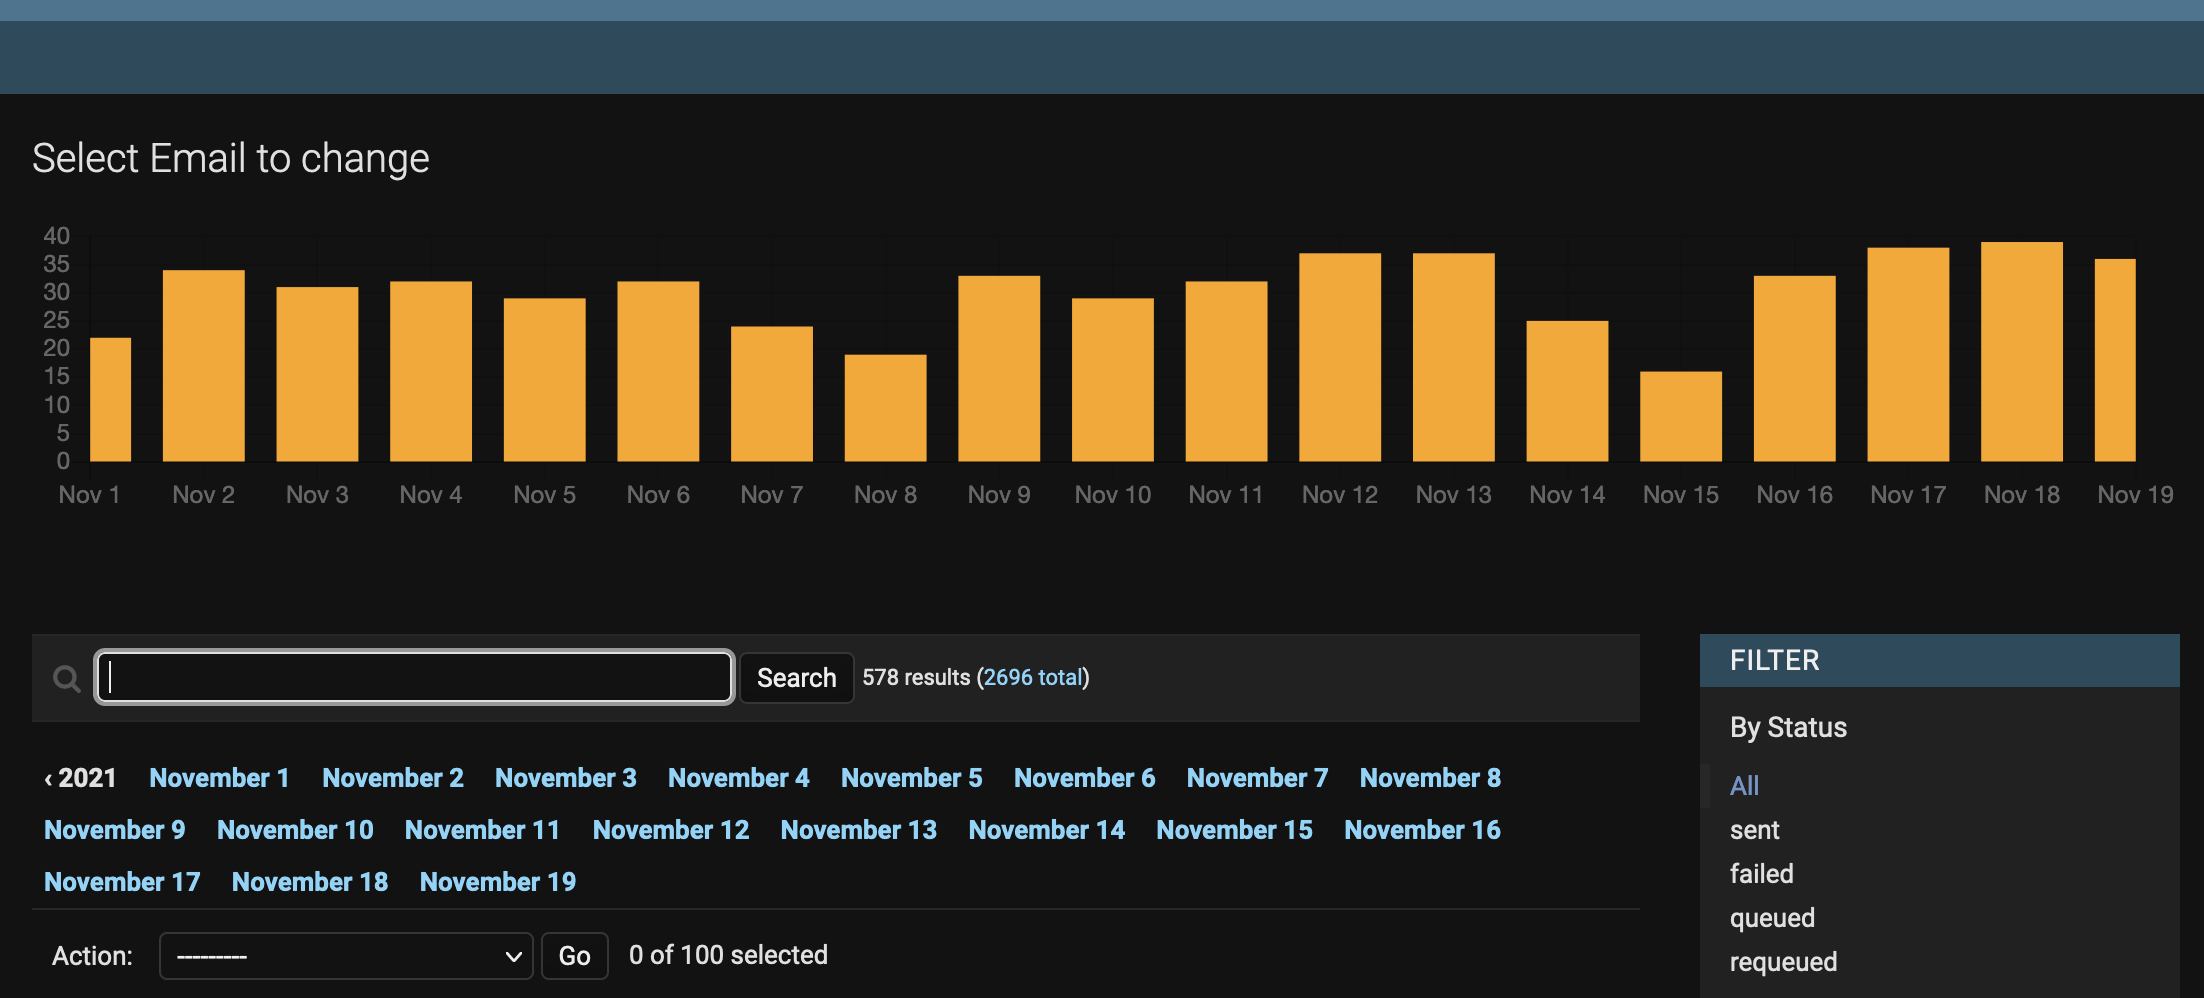 Select Email to change
40
35
30
25
20
15
10
5
0
Nov 1 Nov 2 Nov 3 Nov 4 Nov 5 Nov 6 Nov 7 Nov 8 Nov 9 Nov 10 Nov 11 Nov 12 Nov 13 Nov 14 Nov 15 Nov 16 Nov 17 Nov 18 Nov 19
Search 578 results (2696 total)
‹ 2021 November 1 November 2 November 3 November 4 November 5 November 6 November 7 November 8
November 9 November 10 November 11 November 12 November 13 November 14 November 15 November 16
November 17 November 18 November 19
Action: --------- Go 0 of 100 selected
FILTER
By Status
All
sent
failed
queued
requeued